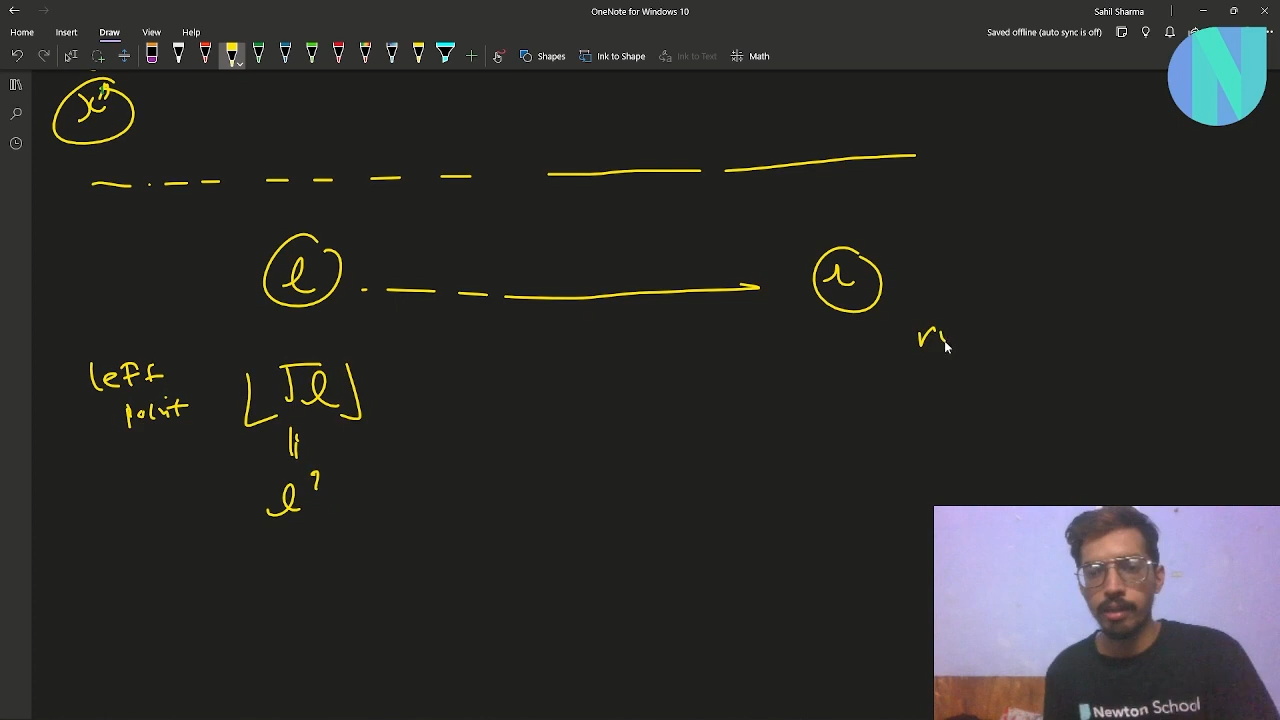 OneNote for Windows 10
Sahil Sharma
Home Insert Draw View Help
Saved offline (auto sync is off)
Shapes Ink to Shape Ink to Text Math
N
l
r
left
point
⌊√l⌋
=
l'
Newton School